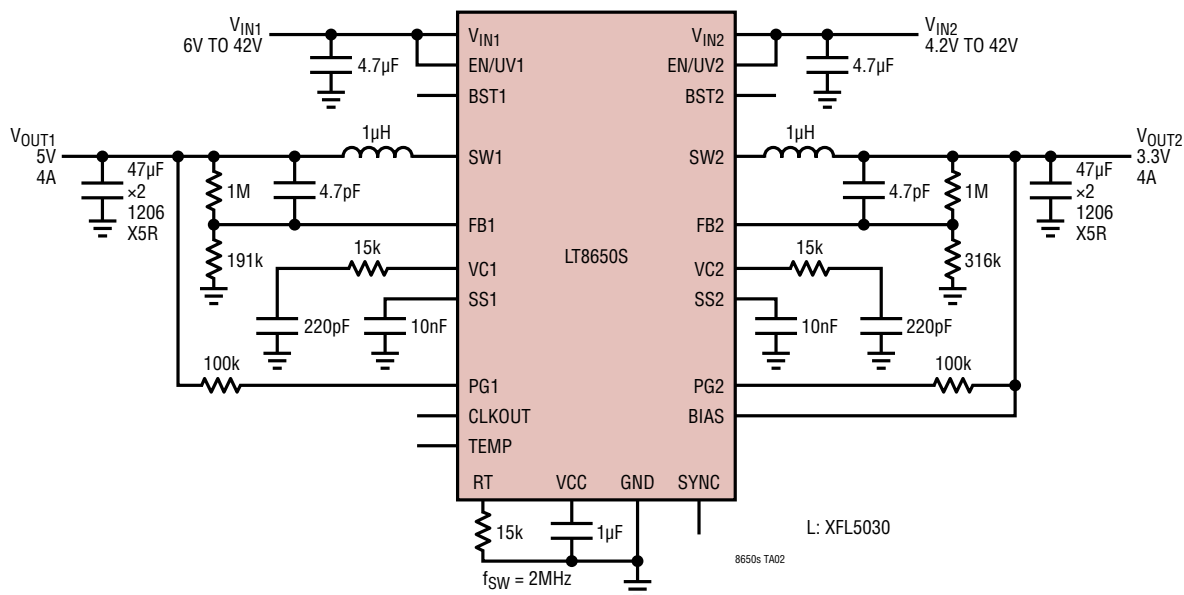 VIN1
6V TO 42V
4.7µF
VIN1
EN/UV1
BST1
VIN2
EN/UV2
BST2
4.7µF
VIN2
4.2V TO 42V
VOUT1
5V
4A
47µF
×2
1206
X5R
1M
4.7pF
1µH
SW1
SW2
1µH
4.7pF
1M
47µF
×2
1206
X5R
VOUT2
3.3V
4A
191k
FB1
FB2
316k
LT8650S
15k
VC1
VC2
15k
220pF
10nF
SS1
SS2
10nF
220pF
100k
PG1
PG2
100k
CLKOUT
BIAS
TEMP
RT
VCC
GND
SYNC
15k
1µF
fSW = 2MHz
L: XFL5030
8650s TA02